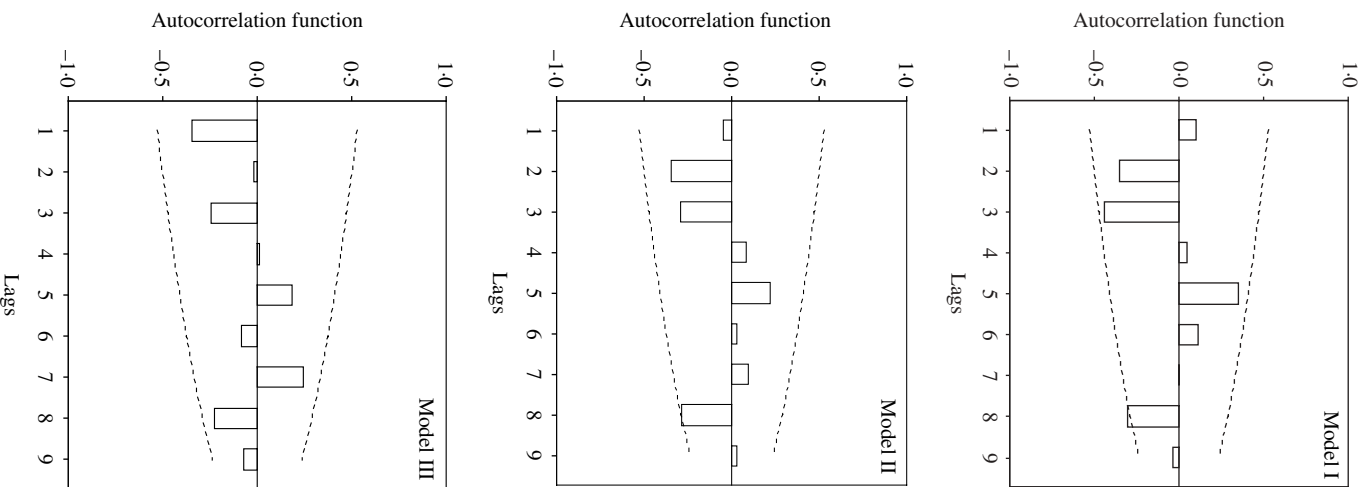 Autocorrelation function
1·0
0·5
0·0
−0·5
−1·0
1 2 3 4 5 6 7 8 9
Lags
Model I
Autocorrelation function
1·0
0·5
0·0
−0·5
−1·0
1 2 3 4 5 6 7 8 9
Lags
Model II
Autocorrelation function
1·0
0·5
0·0
−0·5
−1·0
1 2 3 4 5 6 7 8 9
Lags
Model III